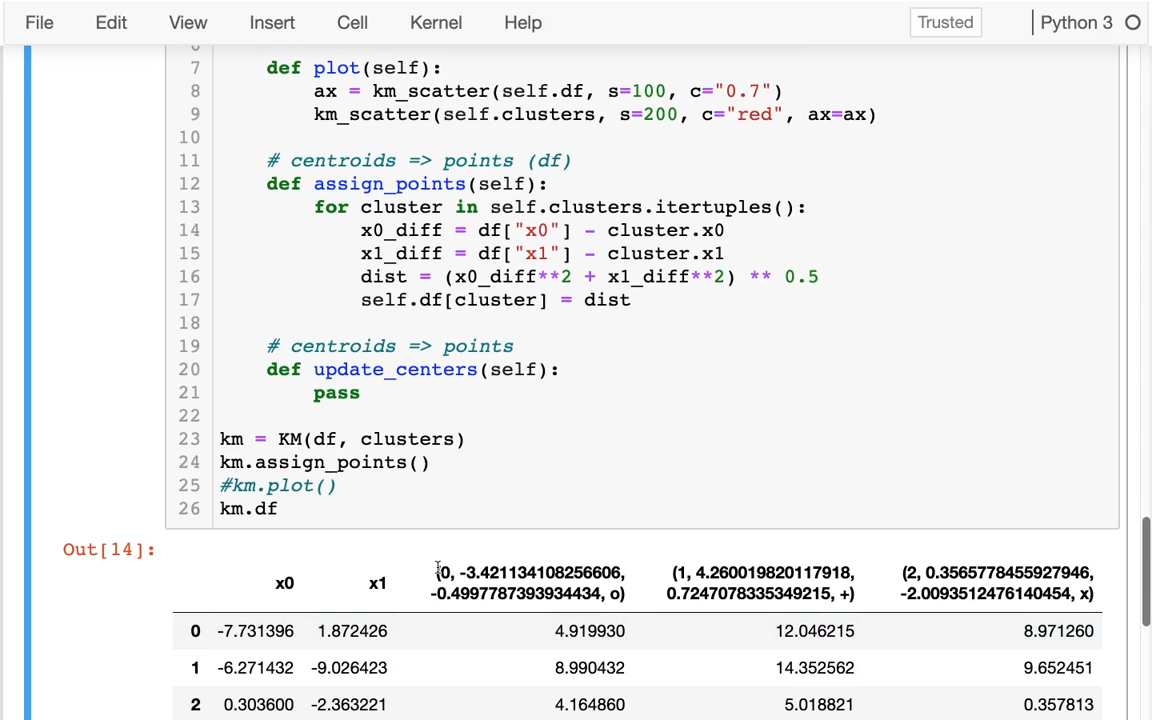 File Edit View Insert Cell Kernel Help Trusted Python 3
7 def plot(self):
8 ax = km_scatter(self.df, s=100, c="0.7")
9 km_scatter(self.clusters, s=200, c="red", ax=ax)
10
11 # centroids => points (df)
12 def assign_points(self):
13 for cluster in self.clusters.itertuples():
14 x0_diff = df["x0"] - cluster.x0
15 x1_diff = df["x1"] - cluster.x1
16 dist = (x0_diff**2 + x1_diff**2) ** 0.5
17 self.df[cluster] = dist
18
19 # centroids => points
20 def update_centers(self):
21 pass
22
23 km = KM(df, clusters)
24 km.assign_points()
25 #km.plot()
26 km.df
Out[14]:
x0 x1 (0, -3.421134108256606, -0.4997787393934434, o) (1, 4.260019820117918, 0.7247078335349215, +) (2, 0.3565778455927946, -2.0093512476140454, x)
0 -7.731396 1.872426 4.919930 12.046215 8.971260
1 -6.271432 -9.026423 8.990432 14.352562 9.652451
2 0.303600 -2.363221 4.164860 5.018821 0.357813